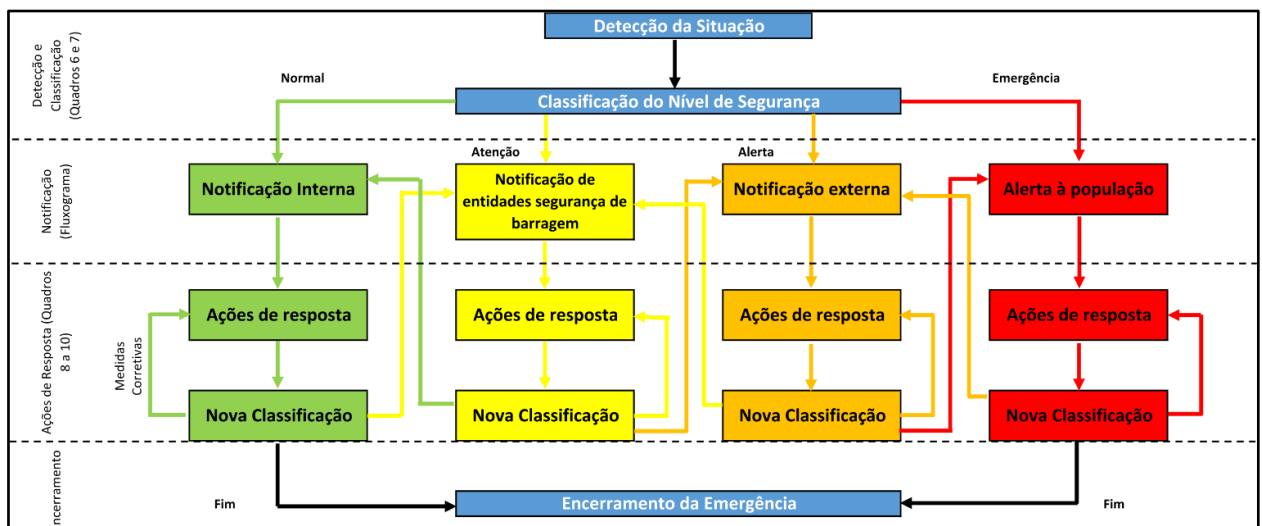 Detecção da Situação
Detecção e
Classificação
(Quadros 6 e 7)
Normal
Emergência
Classificação do Nível de Segurança
Notificação
(Fluxograma)
Atenção
Alerta
Notificação Interna
Notificação de
entidades segurança de
barragem
Notificação externa
Alerta à população
Ações de Resposta (Quadros
8 a 10)
Medidas
Corretivas
Ações de resposta
Ações de resposta
Ações de resposta
Ações de resposta
Nova Classificação
Nova Classificação
Nova Classificação
Nova Classificação
ncerramento
Fim
Encerramento da Emergência
Fim